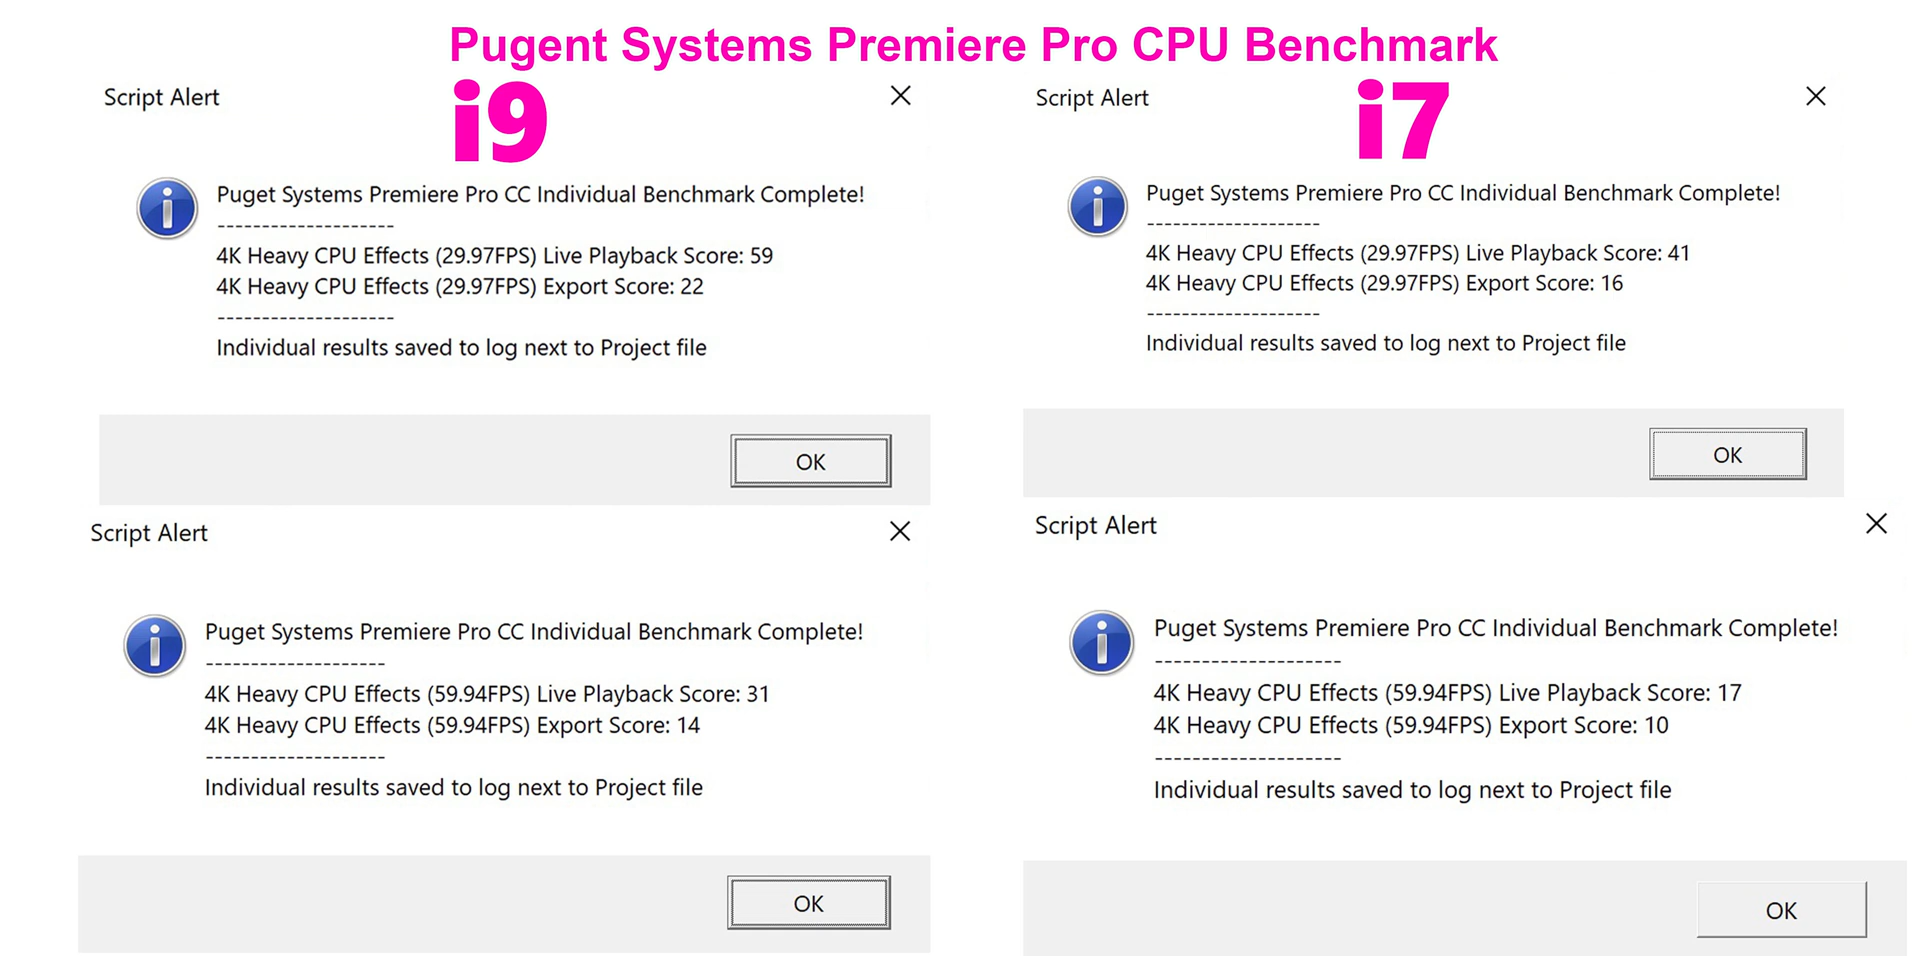 Pugent Systems Premiere Pro CPU Benchmark
i9
Script Alert
Puget Systems Premiere Pro CC Individual Benchmark Complete!
--------------------
4K Heavy CPU Effects (29.97FPS) Live Playback Score: 59
4K Heavy CPU Effects (29.97FPS) Export Score: 22
--------------------
Individual results saved to log next to Project file
OK
i7
Script Alert
Puget Systems Premiere Pro CC Individual Benchmark Complete!
--------------------
4K Heavy CPU Effects (29.97FPS) Live Playback Score: 41
4K Heavy CPU Effects (29.97FPS) Export Score: 16
--------------------
Individual results saved to log next to Project file
OK
Script Alert
Puget Systems Premiere Pro CC Individual Benchmark Complete!
--------------------
4K Heavy CPU Effects (59.94FPS) Live Playback Score: 31
4K Heavy CPU Effects (59.94FPS) Export Score: 14
--------------------
Individual results saved to log next to Project file
OK
Script Alert
Puget Systems Premiere Pro CC Individual Benchmark Complete!
--------------------
4K Heavy CPU Effects (59.94FPS) Live Playback Score: 17
4K Heavy CPU Effects (59.94FPS) Export Score: 10
--------------------
Individual results saved to log next to Project file
OK